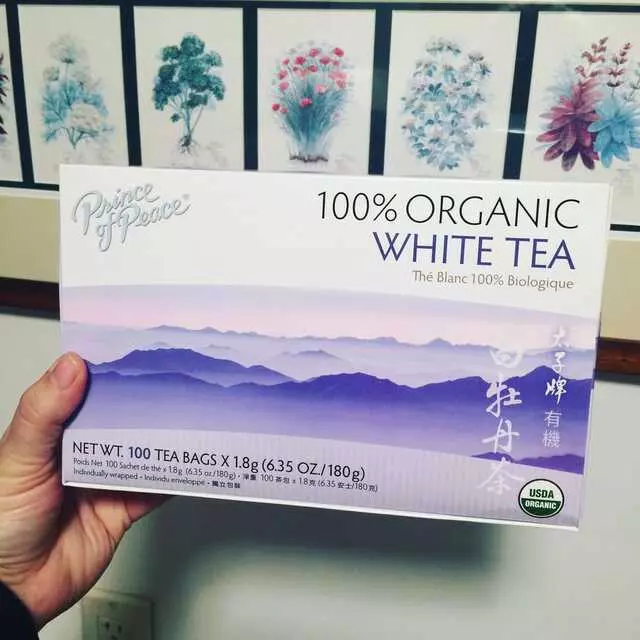 Prince
of Peace®
100% ORGANIC
WHITE TEA
Thé Blanc 100% Biologique
太子牌 有機
白牡丹茶
NET WT. 100 TEA BAGS X 1.8g (6.35 OZ./180g)
Poids Net 100 Sachet de thé x 1.8g (6.35 oz/180g) • 淨重 100 茶包 x 1.8克 (6.35 安士/180克)
Individually wrapped • Individu enveloppé • 獨立包裝
USDA
ORGANIC